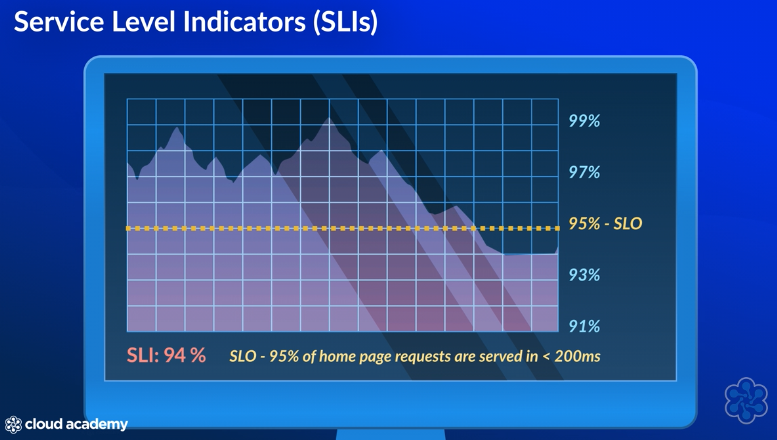 Service Level Indicators (SLIs)
99%
97%
95% - SLO
93%
91%
SLI: 94 % SLO - 95% of home page requests are served in < 200ms
cloud academy